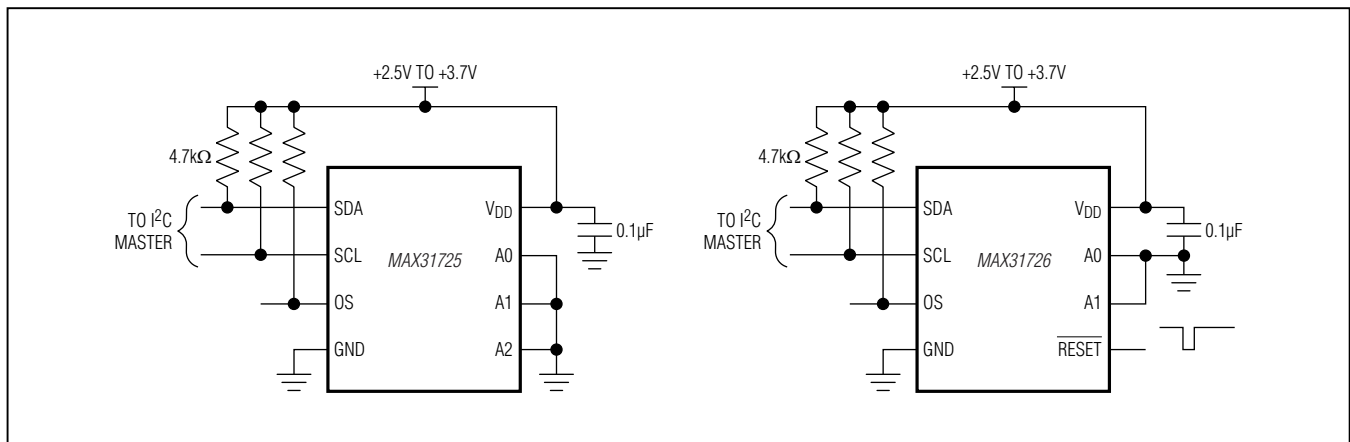 +2.5V TO +3.7V
4.7kΩ
TO I²C
MASTER
SDA
SCL
OS
GND
MAX31725
VDD
A0
A1
A2
0.1µF
+2.5V TO +3.7V
4.7kΩ
TO I²C
MASTER
SDA
SCL
OS
GND
MAX31726
VDD
A0
A1
RESET
0.1µF